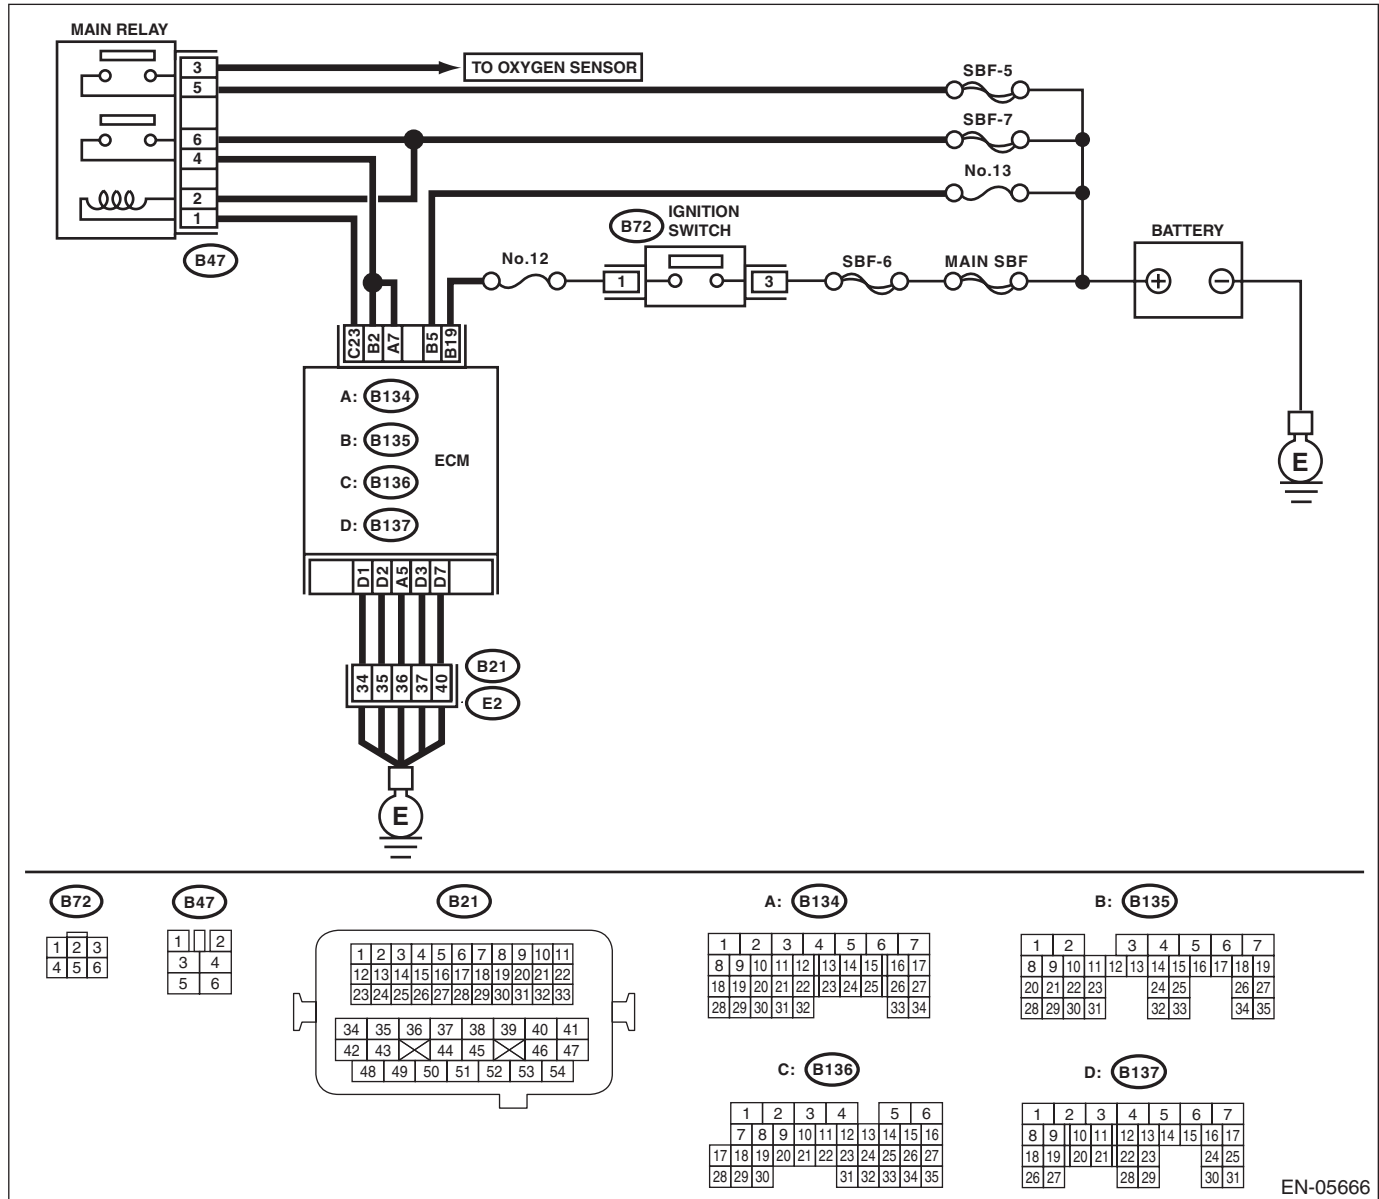 MAIN RELAY
3
TO OXYGEN SENSOR
5
SBF-5
6
SBF-7
4
No.13
2
1
B47
B72
IGNITION
SWITCH
BATTERY
No.12
1
3
SBF-6
MAIN SBF
+
−
C23
B2
A7
B5
B19
A: B134
B: B135
ECM
C: B136
D: B137
E
D1
D2
A5
D3
D7
34
35
36
37
40
B21
E2
E
B72
1 2 3
4 5 6
B47
1 2
3 4
5 6
B21
1 2 3 4 5 6 7 8 9 10 11
12 13 14 15 16 17 18 19 20 21 22
23 24 25 26 27 28 29 30 31 32 33
34 35 36 37 38 39 40 41
42 43 44 45 46 47
48 49 50 51 52 53 54
A: B134
1 2 3 4 5 6 7
8 9 10 11 12 13 14 15 16 17
18 19 20 21 22 23 24 25 26 27
28 29 30 31 32 33 34
B: B135
1 2 3 4 5 6 7
8 9 10 11 12 13 14 15 16 17 18 19
20 21 22 23 24 25 26 27
28 29 30 31 32 33 34 35
C: B136
1 2 3 4 5 6
7 8 9 10 11 12 13 14 15 16
17 18 19 20 21 22 23 24 25 26 27
28 29 30 31 32 33 34 35
D: B137
1 2 3 4 5 6 7
8 9 10 11 12 13 14 15 16 17
18 19 20 21 22 23 24 25
26 27 28 29 30 31
EN-05666